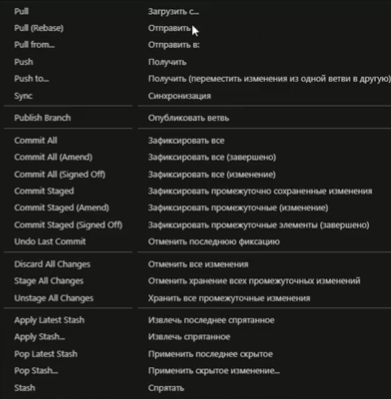 Pull Загрузить с...
Pull (Rebase) Отправить
Pull from... Отправить в:
Push Получить
Push to... Получить (переместить изменения из одной ветви в другую)
Sync Синхронизация
Publish Branch Опубликовать ветвь
Commit All Зафиксировать все
Commit All (Amend) Зафиксировать все (завершено)
Commit All (Signed Off) Зафиксировать все (изменение)
Commit Staged Зафиксировать промежуточно сохраненные изменения
Commit Staged (Amend) Зафиксировать промежуточные (изменение)
Commit Staged (Signed Off) Зафиксировать промежуточные элементы (завершено)
Undo Last Commit Отменить последнюю фиксацию
Discard All Changes Отменить все изменения
Stage All Changes Отменить хранение всех промежуточных изменений
Unstage All Changes Хранить все промежуточные изменения
Apply Latest Stash Извлечь последнее спрятанное
Apply Stash... Извлечь спрятанное
Pop Latest Stash Применить последнее скрытое
Pop Stash... Применить скрытое изменение...
Stash Спрятать